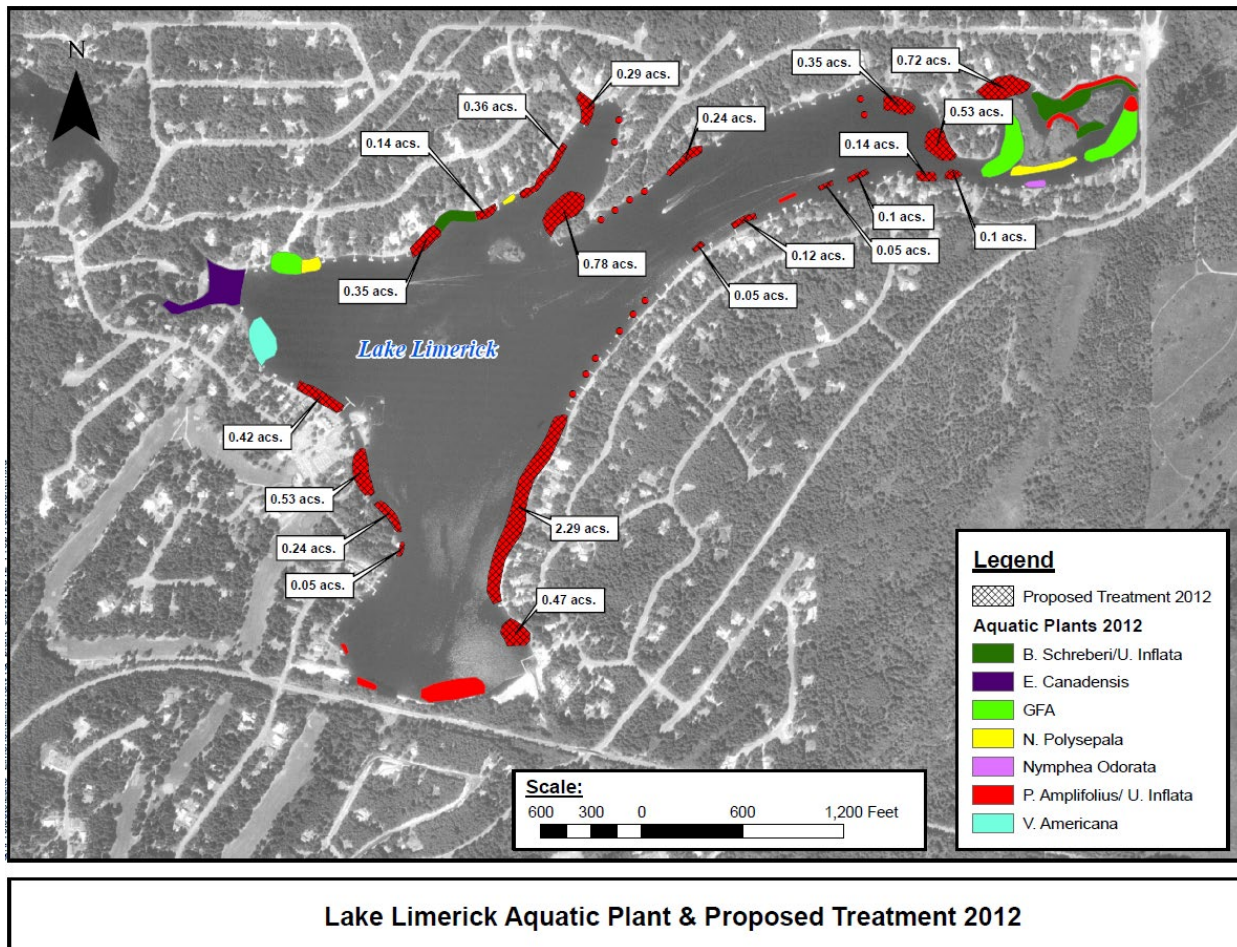 N
0.29 acs.
0.35 acs.
0.72 acs.
0.36 acs.
0.24 acs.
0.53 acs.
0.14 acs.
0.14 acs.
0.1 acs.
0.1 acs.
0.05 acs.
0.12 acs.
0.78 acs.
0.05 acs.
0.35 acs.
Lake Limerick
0.42 acs.
0.53 acs.
2.29 acs.
0.24 acs.
0.05 acs.
0.47 acs.
Legend
Proposed Treatment 2012
Aquatic Plants 2012
B. Schreberi/U. Inflata
E. Canadensis
GFA
N. Polysepala
Nymphea Odorata
P. Amplifolius/ U. Inflata
V. Americana
Scale:
600 300 0 600 1,200 Feet
Lake Limerick Aquatic Plant & Proposed Treatment 2012